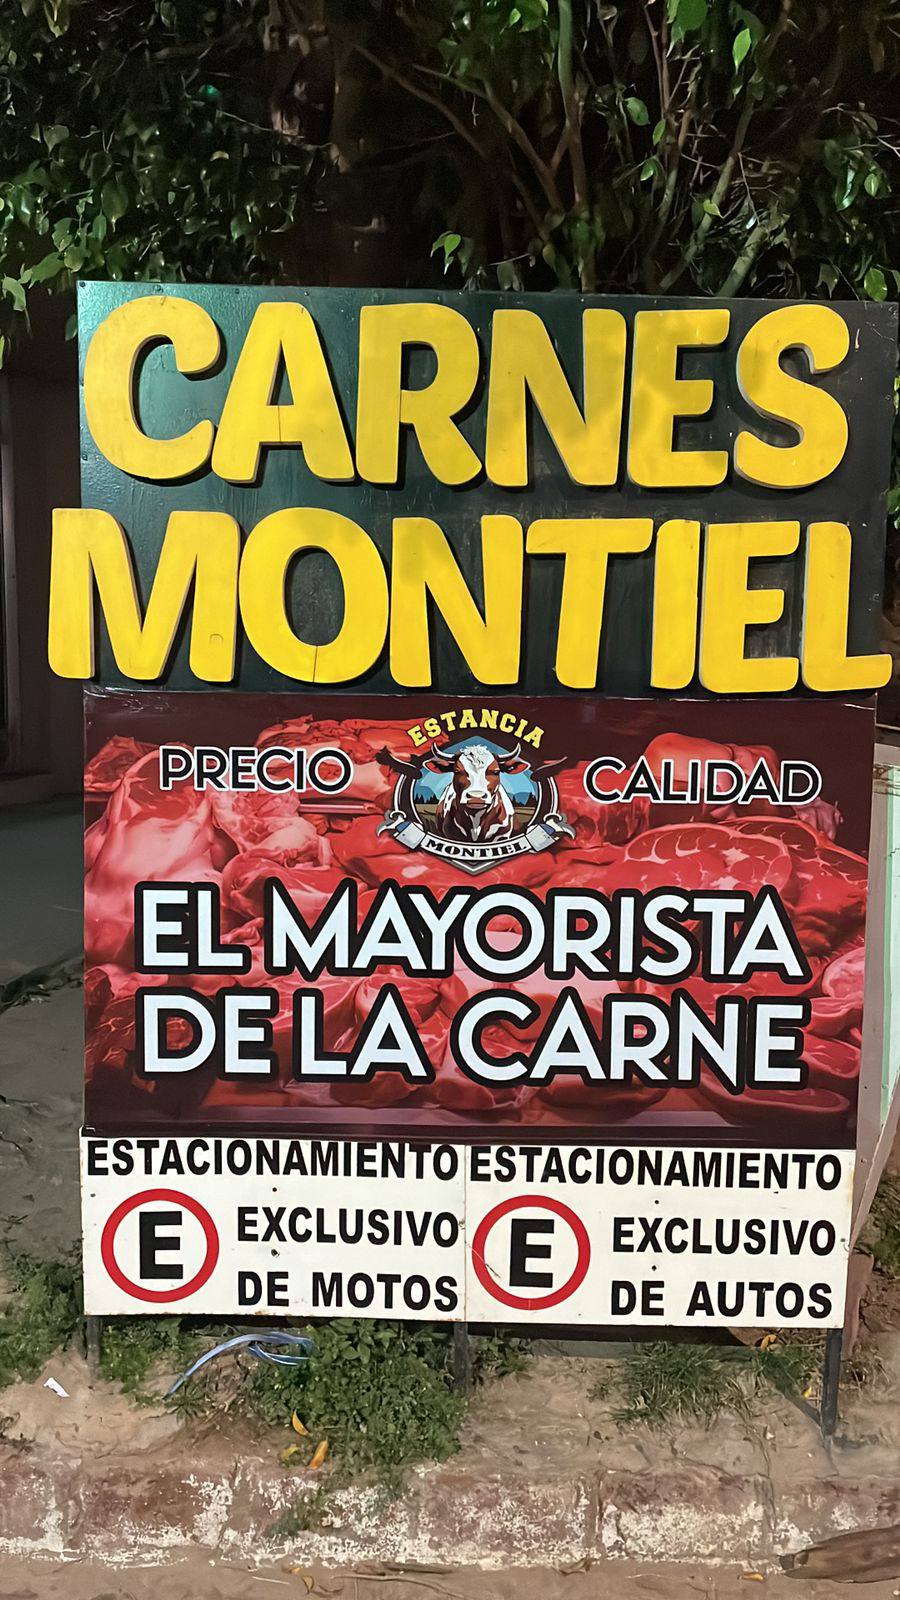 CARNES
MONTIEL
ESTANCIA
PRECIO
CALIDAD
MONTIEL
EL MAYORISTA
DE LA CARNE
ESTACIONAMIENTO
E
EXCLUSIVO
DE MOTOS
ESTACIONAMIENTO
E
EXCLUSIVO
DE AUTOS